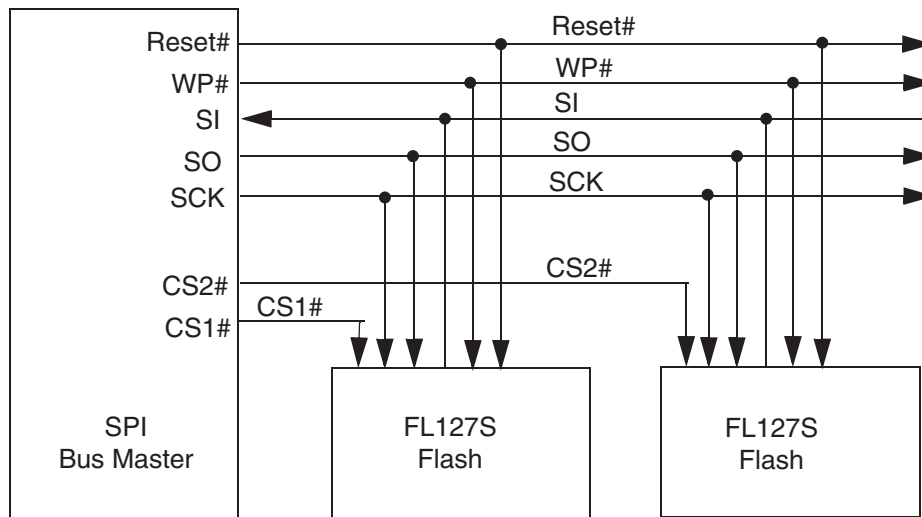 Reset#
Reset#
WP#
WP#
SI
SI
SO
SO
SCK
SCK
CS2#
CS2#
CS1#
CS1#
SPI
Bus Master
FL127S
Flash
FL127S
Flash